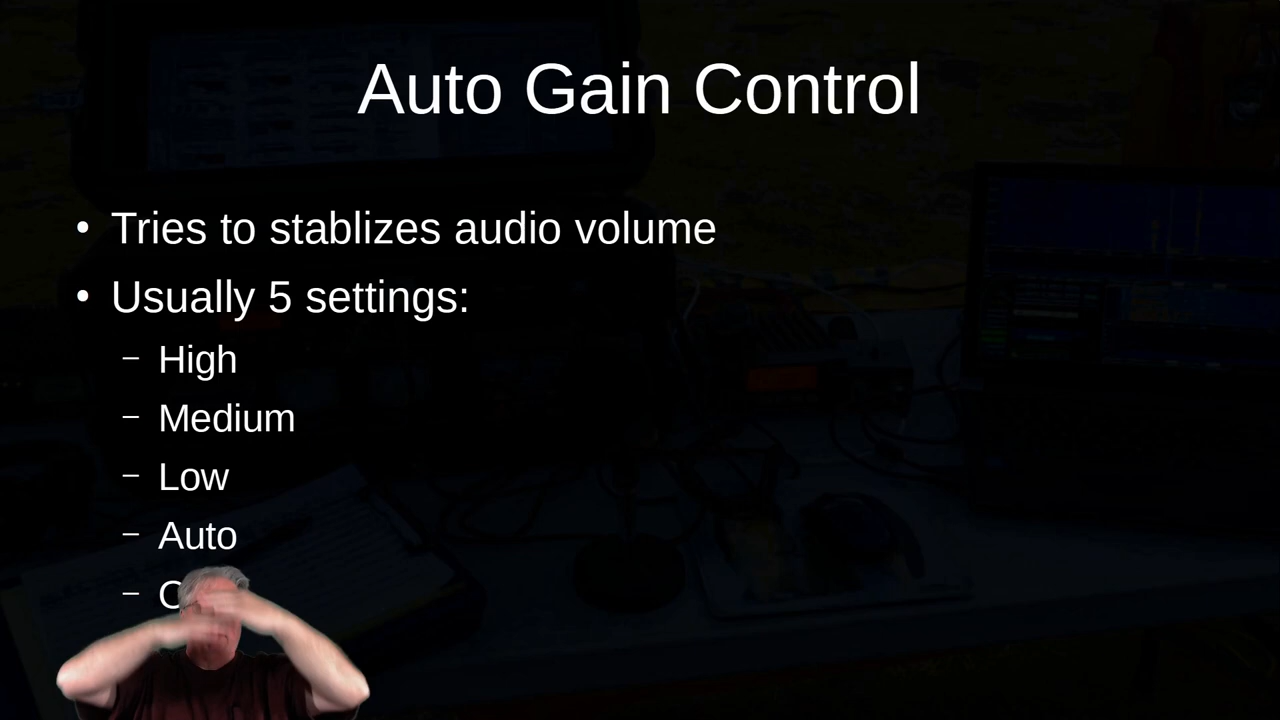 Auto Gain Control
• Tries to stablizes audio volume
• Usually 5 settings:
– High
– Medium
– Low
– Auto